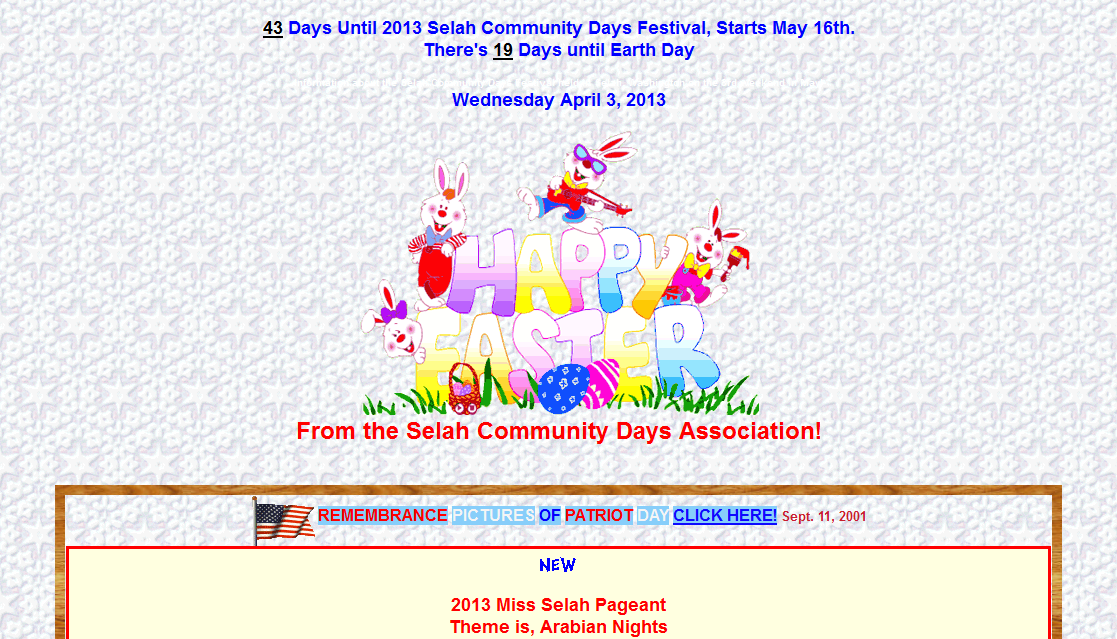 43 Days Until 2013 Selah Community Days Festival, Starts May 16th.
There's 19 Days until Earth Day
Wednesday April 3, 2013
HAPPY
EASTER
From the Selah Community Days Association!
REMEMBRANCE PICTURES OF PATRIOT DAY CLICK HERE! Sept. 11, 2001
NEW
2013 Miss Selah Pageant
Theme is, Arabian Nights